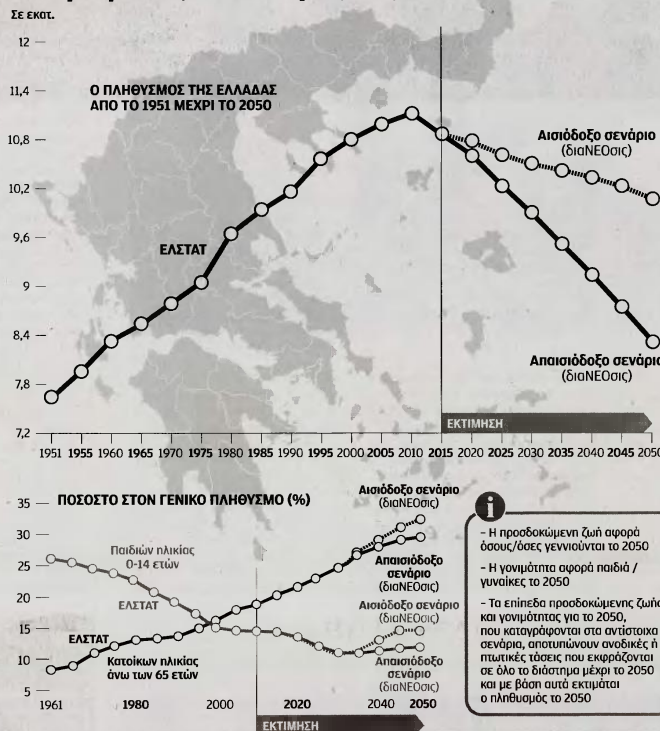 Σε εκατ.
12
11,4
10,8
10,2
9,6
9
8,4
7,8
7,2
Ο ΠΛΗΘΥΣΜΟΣ ΤΗΣ ΕΛΛΑΔΑΣ
ΑΠΟ ΤΟ 1951 ΜΕΧΡΙ ΤΟ 2050
ΕΛΣΤΑΤ
Αισιόδοξο σενάριο
(διαΝΕΟσις)
Απαισιόδοξο σενάριο
(διαΝΕΟσις)
ΕΚΤΙΜΗΣΗ
1951 1955 1960 1965 1970 1975 1980 1985 1990 1995 2000 2005 2010 2015 2020 2025 2030 2035 2040 2045 2050
ΠΟΣΟΣΤΟ ΣΤΟΝ ΓΕΝΙΚΟ ΠΛΗΘΥΣΜΟ (%)
35
30
25
20
15
10
5
Παιδιών ηλικίας
0-14 ετών
ΕΛΣΤΑΤ
ΕΛΣΤΑΤ
Κατοίκων ηλικίας
άνω των 65 ετών
Αισιόδοξο σενάριο
(διαΝΕΟσις)
Απαισιόδοξο
σενάριο
(διαΝΕΟσις)
Αισιόδοξο σενάριο
(διαΝΕΟσις)
Απαισιόδοξο
σενάριο
(διαΝΕΟσις)
1961 1980 2000 2020 2040 2050
ΕΚΤΙΜΗΣΗ
i
- Η προσδοκώμενη ζωή αφορά
όσους/όσες γεννιούνται το 2050
- Η γονιμότητα αφορά παιδιά /
γυναίκες το 2050
- Τα επίπεδα προσδοκώμενης ζωής
και γονιμότητας για το 2050,
που καταγράφονται στα αντίστοιχα
σενάρια, αποτυπώνουν ανοδικές ή
πτωτικές τάσεις που εκφράζονται
σε όλο το διάστημα μέχρι το 2050
και με βάση αυτά εκτιμάται
ο πληθυσμός το 2050